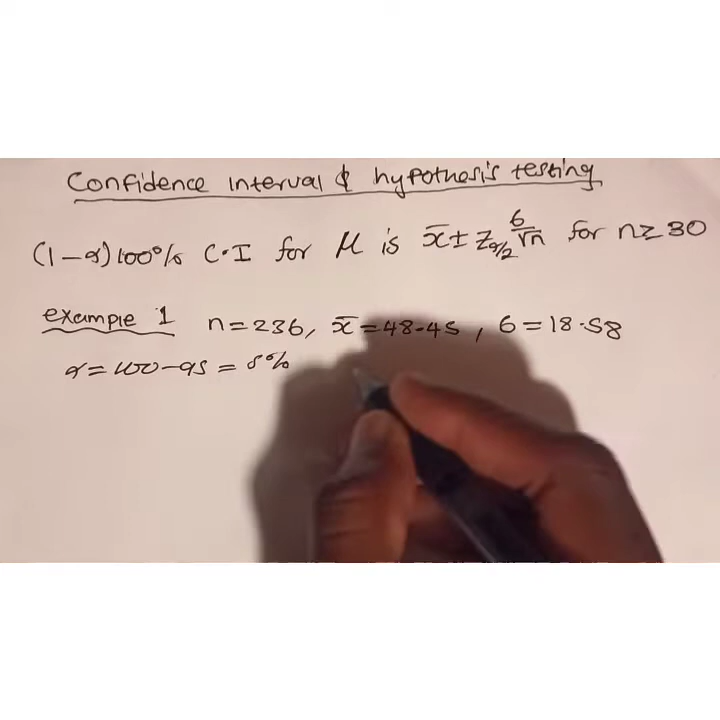 Confidence interval & hypothesis testing
(1-α)100% C.I for μ is x̄ ± Zα/2 σ/√n for n≥30
example 1 n=236, x̄=48.45, σ=18.58
α=100-95=5%